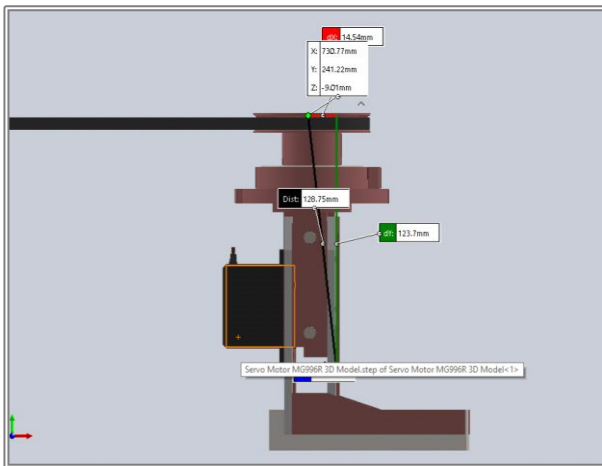 dX: 14.54mm
X: 730.77mm
Y: 241.22mm
Z: -9.01mm
Dist: 128.75mm
dY: 123.7mm
Servo Motor MG996R 3D Model.step of Servo Motor MG996R 3D Model<1>